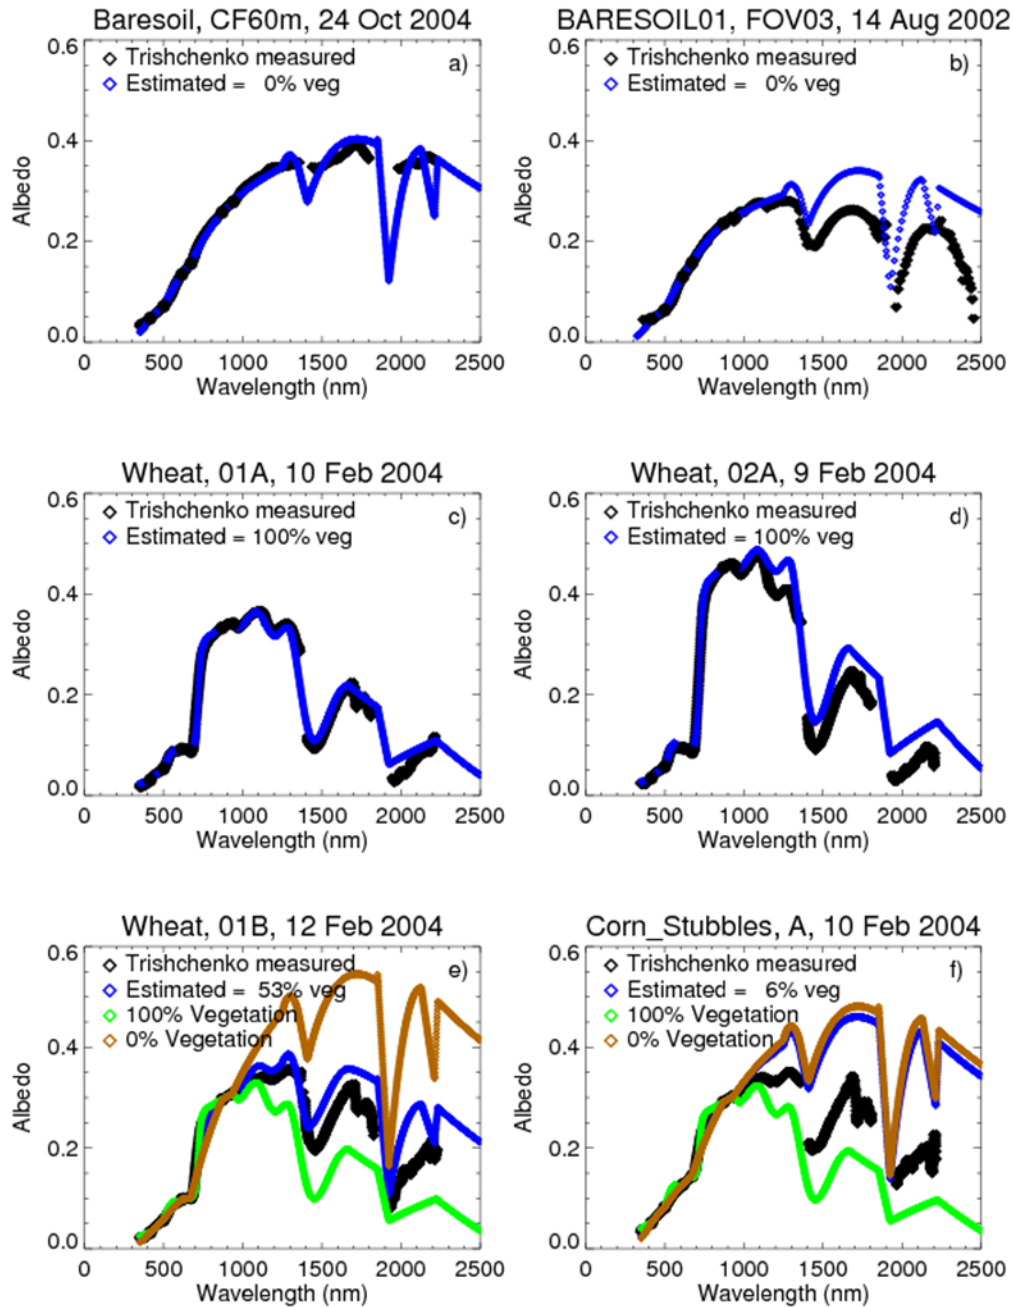 Baresoil, CF60m, 24 Oct 2004
0.6
0.4
0.2
0.0
Albedo
Trishchenko measured
Estimated = 0% veg
a)
0 500 1000 1500 2000 2500
Wavelength (nm)
BARESOIL01, FOV03, 14 Aug 2002
0.6
0.4
0.2
0.0
Albedo
Trishchenko measured
Estimated = 0% veg
b)
0 500 1000 1500 2000 2500
Wavelength (nm)
Wheat, 01A, 10 Feb 2004
0.6
0.4
0.2
0.0
Albedo
Trishchenko measured
Estimated = 100% veg
c)
0 500 1000 1500 2000 2500
Wavelength (nm)
Wheat, 02A, 9 Feb 2004
0.6
0.4
0.2
0.0
Albedo
Trishchenko measured
Estimated = 100% veg
d)
0 500 1000 1500 2000 2500
Wavelength (nm)
Wheat, 01B, 12 Feb 2004
0.6
0.4
0.2
0.0
Albedo
Trishchenko measured
Estimated = 53% veg
100% Vegetation
0% Vegetation
e)
0 500 1000 1500 2000 2500
Wavelength (nm)
Corn_Stubbles, A, 10 Feb 2004
0.6
0.4
0.2
0.0
Albedo
Trishchenko measured
Estimated = 6% veg
100% Vegetation
0% Vegetation
f)
0 500 1000 1500 2000 2500
Wavelength (nm)